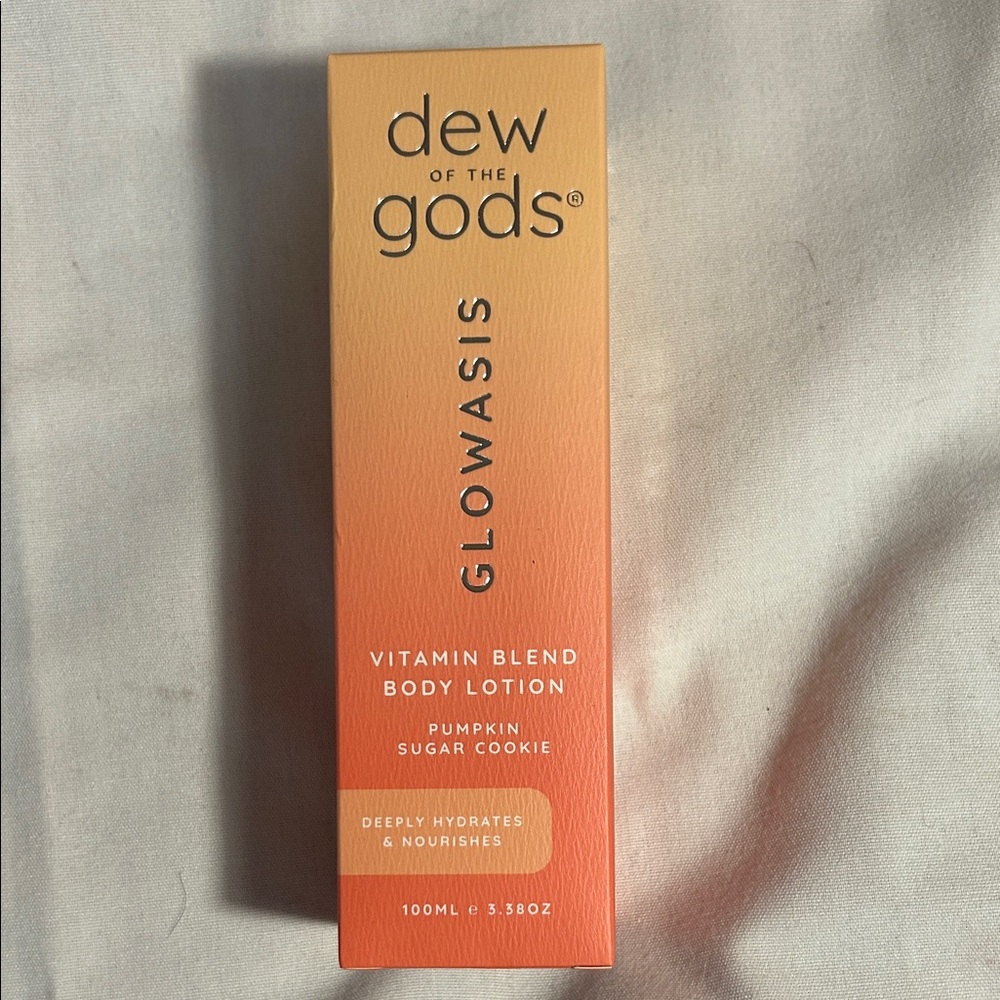 dew
OF THE
gods®
GLOWASIS
VITAMIN BLEND
BODY LOTION
PUMPKIN
SUGAR COOKIE
DEEPLY HYDRATES
& NOURISHES
100ML ℮ 3.38OZ